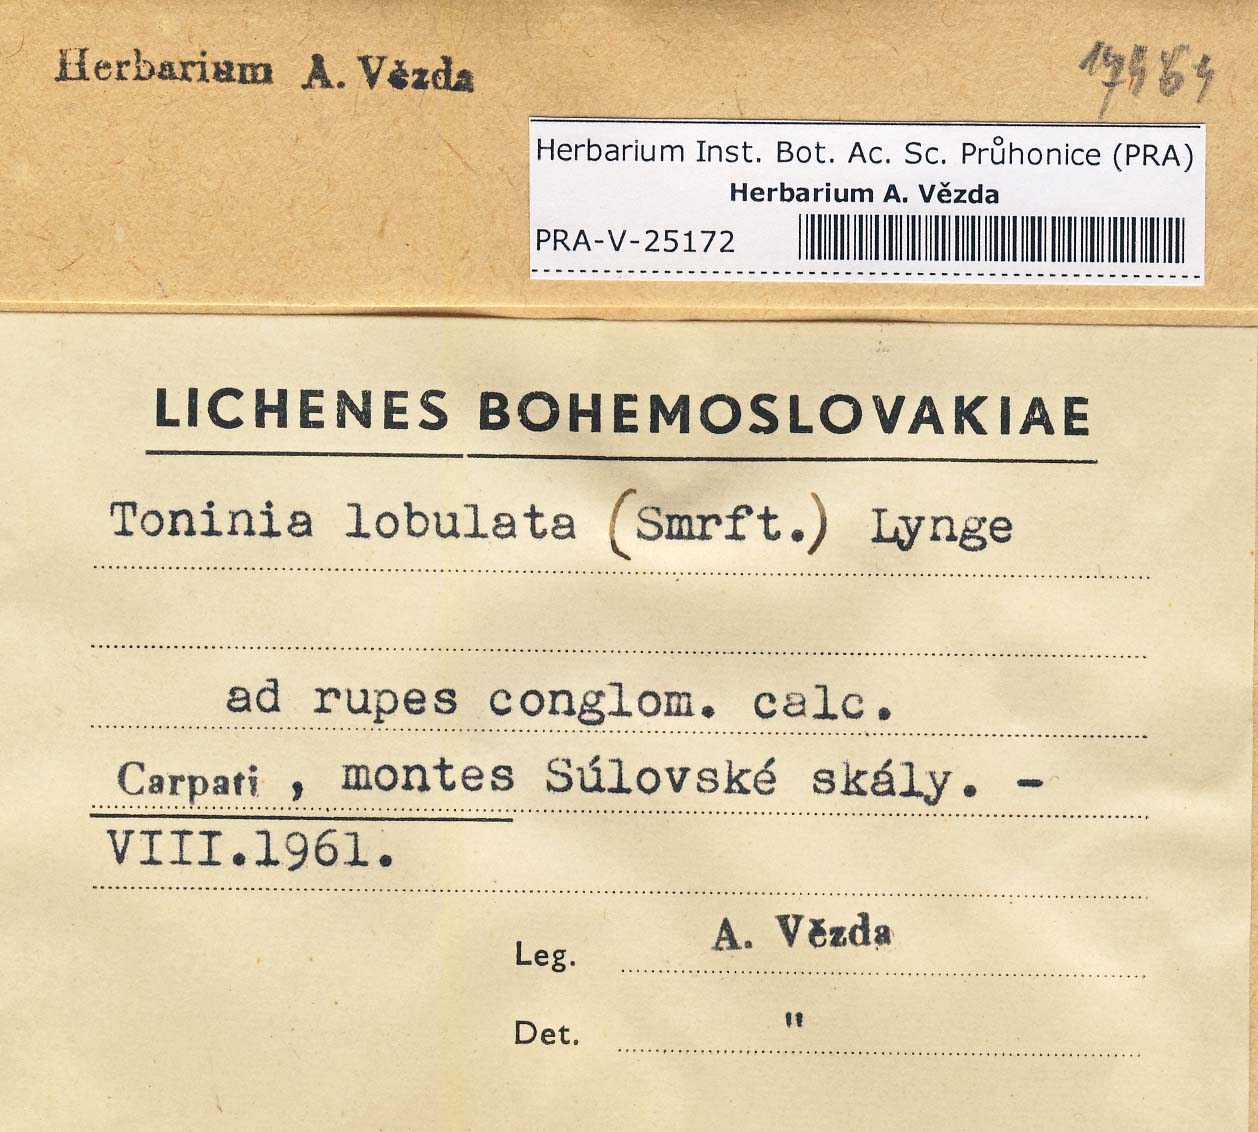 Herbarium A. Vězda
Herbarium Inst. Bot. Ac. Sc. Průhonice (PRA)
Herbarium A. Vězda
PRA-V-25172
LICHENES BOHEMOSLOVAKIAE
Toninia lobulata (Smrft.) Lynge
ad rupes conglom. calc.
Carpati , montes Súlovské skály. -
VIII.1961.
Leg. A. Vězda
Det. "